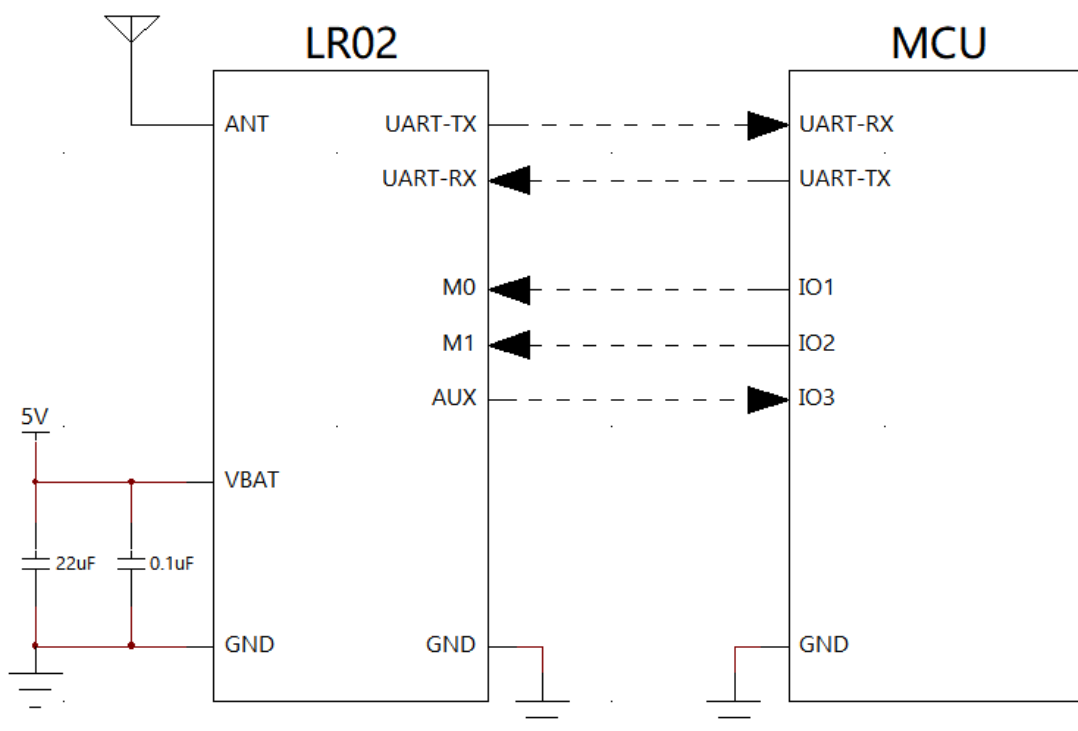 LR02
MCU
ANT
UART-TX
UART-RX
UART-RX
UART-TX
M0
IO1
M1
IO2
AUX
IO3
5V
VBAT
22uF
0.1uF
GND
GND
GND